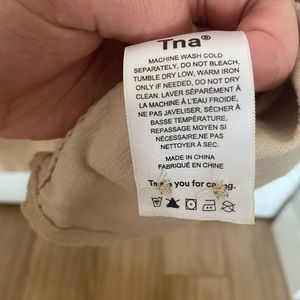 Tna®
MACHINE WASH COLD
SEPARATELY, DO NOT BLEACH,
TUMBLE DRY LOW, WARM IRON
ONLY IF NEEDED, DO NOT DRY
CLEAN. LAVER SÉPARÉMENT À
LA MACHINE À L'EAU FROIDE,
NE PAS JAVELISER, SÉCHER À
BASSE TEMPÉRATURE,
REPASSAGE MOYEN SI
NÉCESSAIRE,NE PAS
NETTOYER À SEC.
MADE IN CHINA
FABRIQUÉ EN CHINE
you for